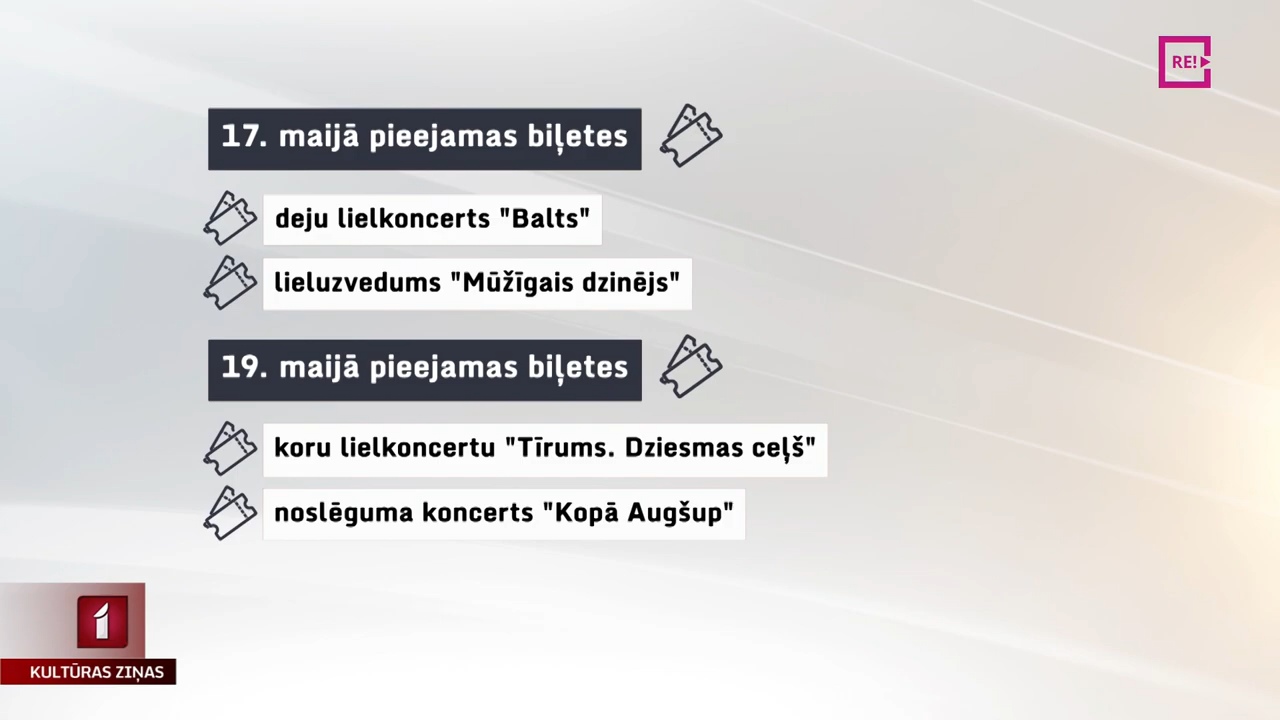 RE!
17. maijā pieejamas biļetes
deju lielkoncerts "Balts"
lieluzvedums "Mūžīgais dzinējs"
19. maijā pieejamas biļetes
koru lielkoncertu "Tīrums. Dziesmas ceļš"
noslēguma koncerts "Kopā Augšup"
1
KULTŪRAS ZIŅAS